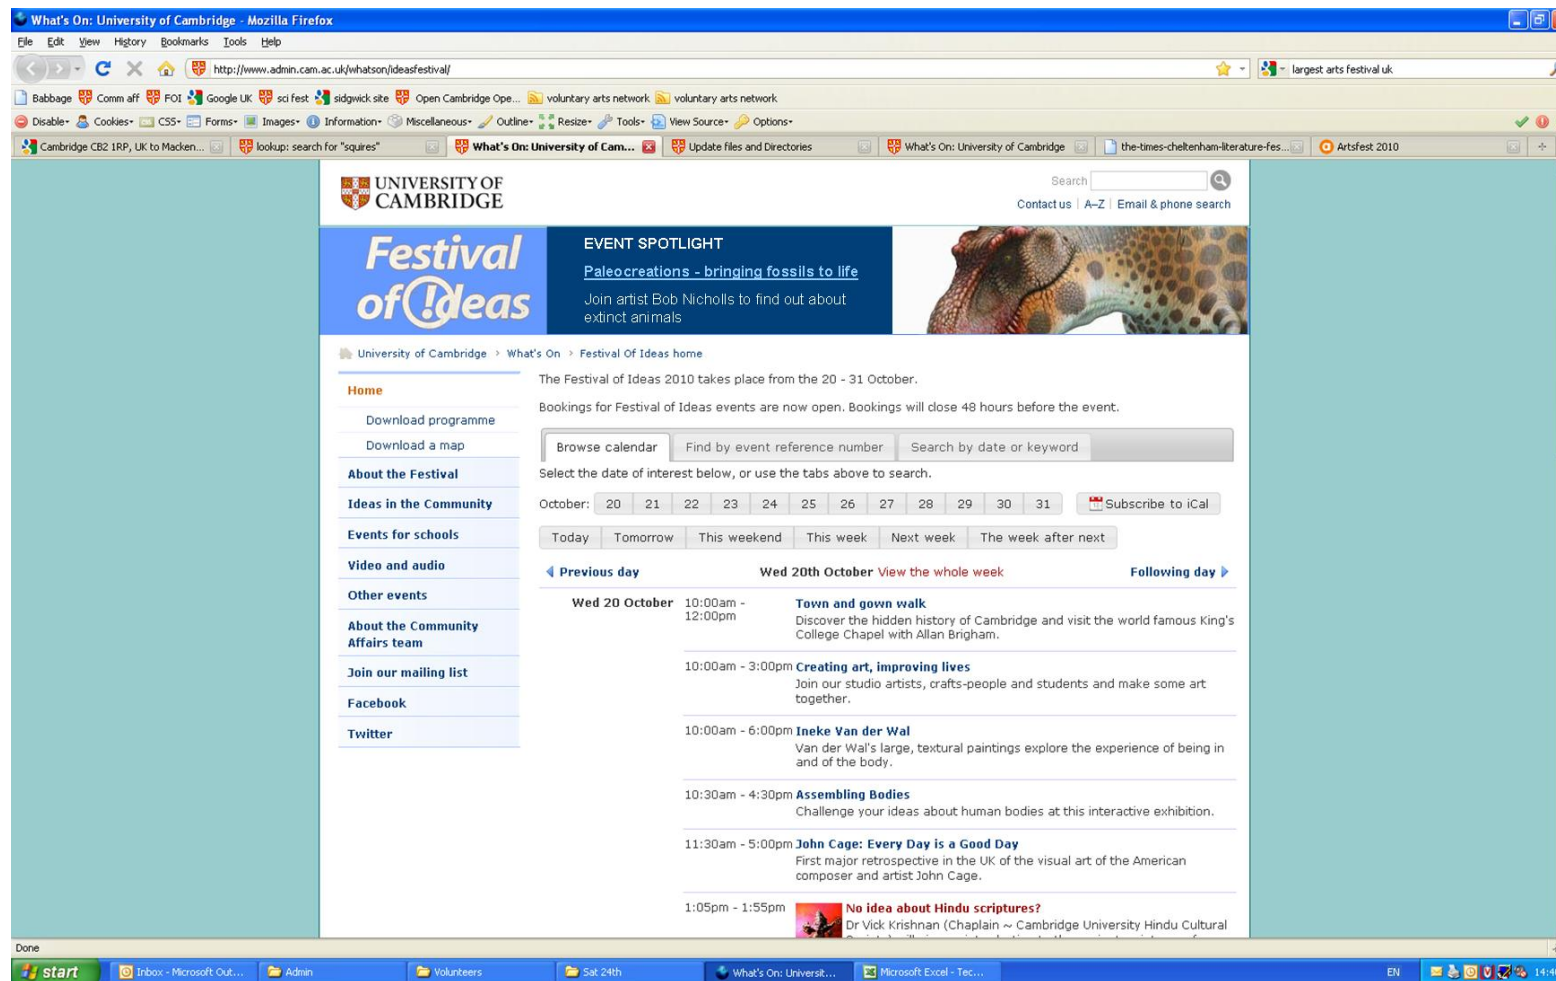 What's On: University of Cambridge - Mozilla Firefox
File Edit View History Bookmarks Tools Help
http://www.admin.cam.ac.uk/whatson/ideasfestival/ largest arts festival uk
Babbage Comm aff FOI Google UK sci fest sidgwick site Open Cambridge Ope... voluntary arts network voluntary arts network
Disable Cookies CSS Forms Images Information Miscellaneous Outline Resize Tools View Source Options
Cambridge CB2 1RP, UK to Macken... lookup: search for "squires" What's On: University of Cam... Update files and Directories What's On: University of Cambridge the-times-cheltenham-literature-fes... Artsfest 2010
UNIVERSITY OF
CAMBRIDGE
Search
Contact us | A–Z | Email & phone search
Festival
of Ideas
EVENT SPOTLIGHT
Paleocreations - bringing fossils to life
Join artist Bob Nicholls to find out about
extinct animals
University of Cambridge > What's On > Festival Of Ideas home
Home
Download programme
Download a map
About the Festival
Ideas in the Community
Events for schools
Video and audio
Other events
About the Community
Affairs team
Join our mailing list
Facebook
Twitter
The Festival of Ideas 2010 takes place from the 20 - 31 October.
Bookings for Festival of Ideas events are now open. Bookings will close 48 hours before the event.
Browse calendar Find by event reference number Search by date or keyword
Select the date of interest below, or use the tabs above to search.
October: 20 21 22 23 24 25 26 27 28 29 30 31 Subscribe to iCal
Today Tomorrow This weekend This week Next week The week after next
Previous day Wed 20th October View the whole week Following day
Wed 20 October 10:00am - 12:00pm Town and gown walk
Discover the hidden history of Cambridge and visit the world famous King's
College Chapel with Allan Brigham.
10:00am - 3:00pm Creating art, improving lives
Join our studio artists, crafts-people and students and make some art
together.
10:00am - 6:00pm Ineke Van der Wal
Van der Wal's large, textural paintings explore the experience of being in
and of the body.
10:30am - 4:30pm Assembling Bodies
Challenge your ideas about human bodies at this interactive exhibition.
11:30am - 5:00pm John Cage: Every Day is a Good Day
First major retrospective in the UK of the visual art of the American
composer and artist John Cage.
1:05pm - 1:55pm No idea about Hindu scriptures?
Dr Vick Krishnan (Chaplain ~ Cambridge University Hindu Cultural
Done
start Inbox - Microsoft Out... Admin Volunteers Sat 24th What's On: Universit... Microsoft Excel - Tec... EN